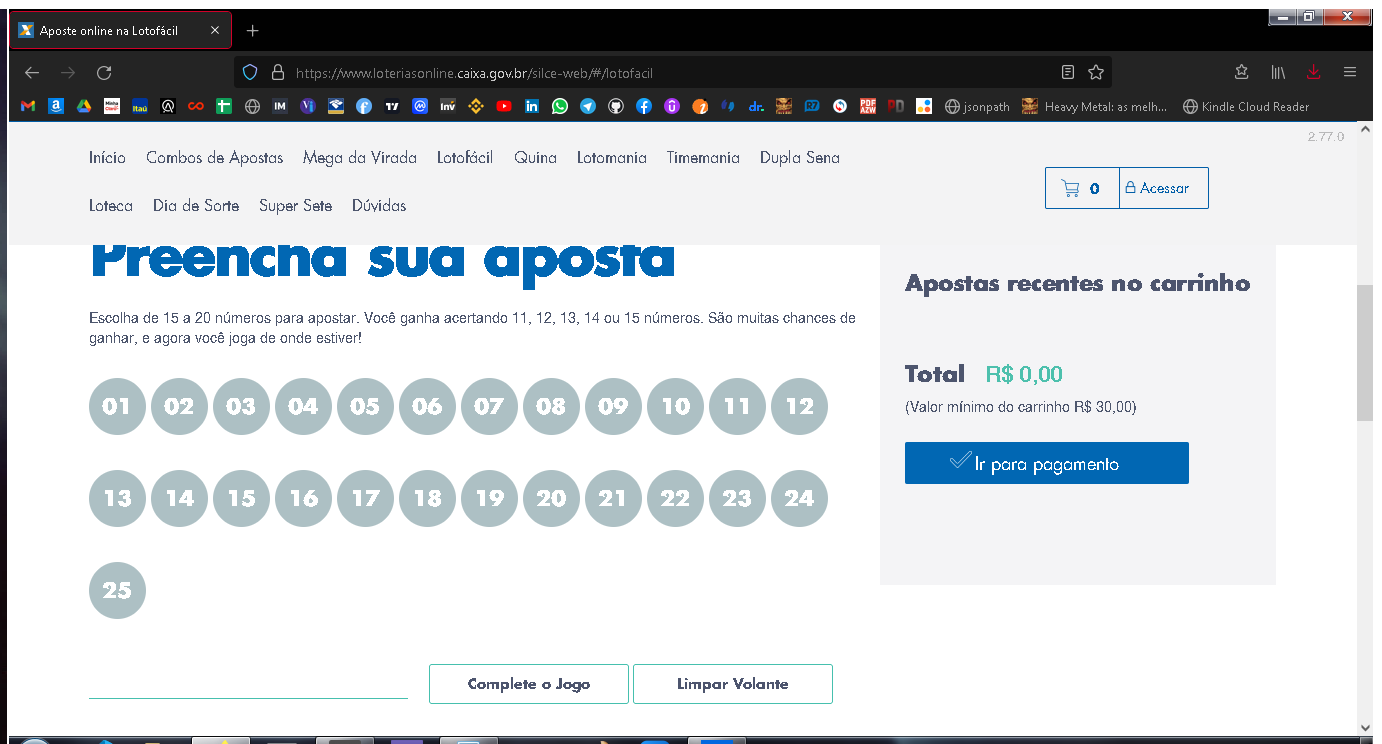 Aposte online na Lotofácil
https://www.loteriasonline.caixa.gov.br/silce-web/#/lotofacil
jsonpath
Heavy Metal: as melh...
Kindle Cloud Reader
2.77.0
Início Combos de Apostas Mega da Virada Lotofácil Quina Lotomania Timemania Dupla Sena
Loteca Dia de Sorte Super Sete Dúvidas
0 Acessar
Preencha sua aposta
Escolha de 15 a 20 números para apostar. Você ganha acertando 11, 12, 13, 14 ou 15 números. São muitas chances de
ganhar, e agora você joga de onde estiver!
01 02 03 04 05 06 07 08 09 10 11 12
13 14 15 16 17 18 19 20 21 22 23 24
25
Complete o Jogo Limpar Volante
Apostas recentes no carrinho
Total R$ 0,00
(Valor mínimo do carrinho R$ 30,00)
Ir para pagamento